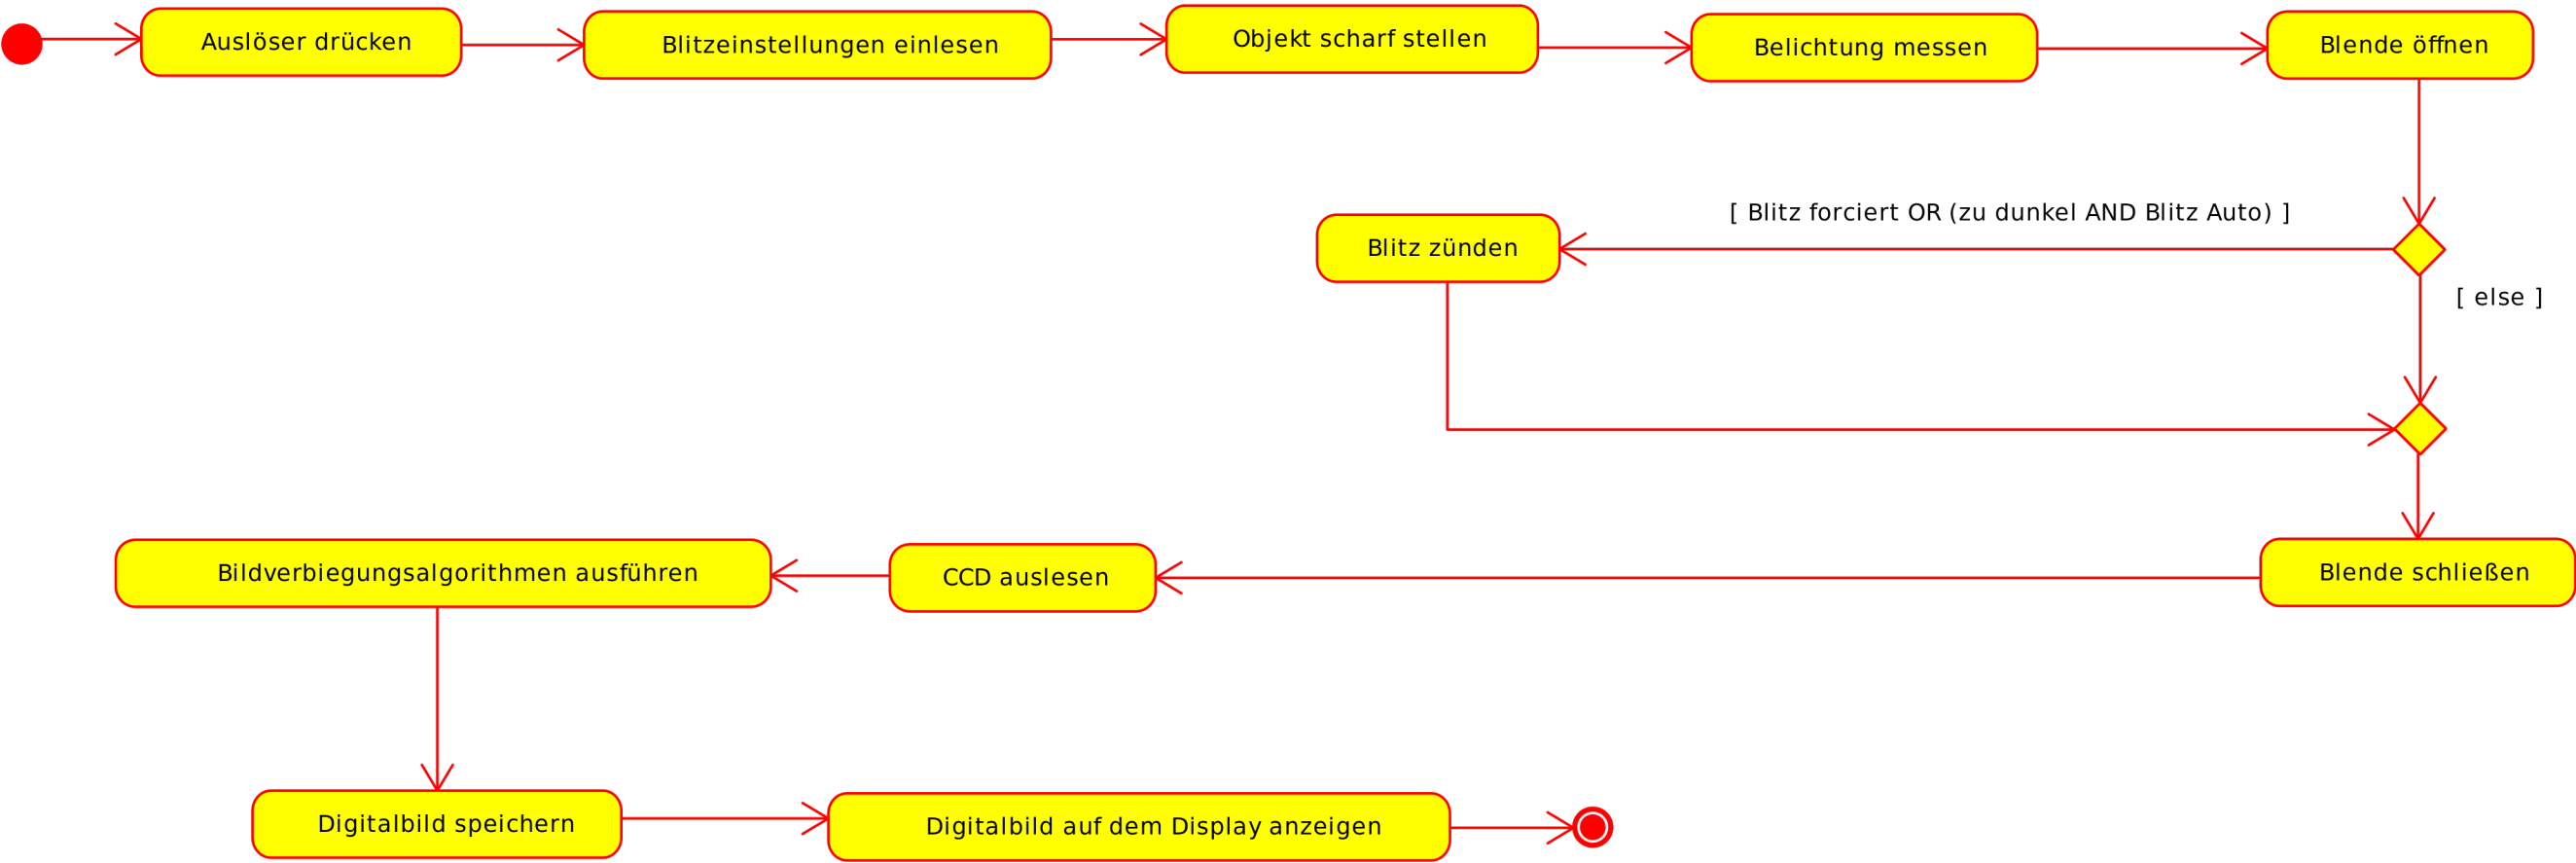 Auslöser drücken
Blitzeinstellungen einlesen
Objekt scharf stellen
Belichtung messen
Blende öffnen
[ Blitz forciert OR (zu dunkel AND Blitz Auto) ]
Blitz zünden
[ else ]
Blende schließen
CCD auslesen
Bildverbiegungsalgorithmen ausführen
Digitalbild speichern
Digitalbild auf dem Display anzeigen